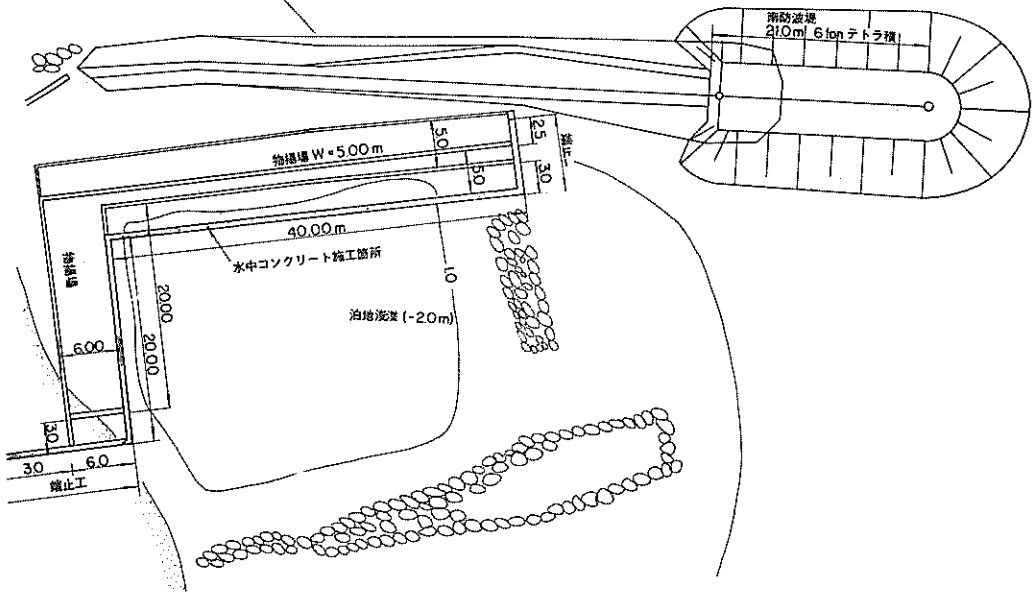 南防波堤
21.0m 6 ton テトラ積
物揚場 W=5.00m
5.0
2.5
端止
5.0
3.0
40.00m
水中コンクリート施工箇所
物揚場
1.0
泊地浚渫 (-2.0m)
20.00
20.00
6.00
3.0
3.0
6.0
端止工